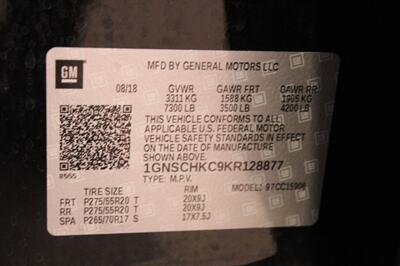 GM
MFD BY GENERAL MOTORS LLC
08/18 GVWR GAWR FRT GAWR RR
3311 KG 1588 KG 1905 KG
7300 LB 3500 LB 4200 LB
THIS VEHICLE CONFORMS TO ALL
APPLICABLE U.S. FEDERAL MOTOR
VEHICLE SAFETY STANDARDS IN EFFECT
ON THE DATE OF MANUFACTURE
SHOWN ABOVE.
1GNSCHKC9KR128877
TYPE: M.P.V.
TIRE SIZE RIM MODEL:
FRT P275/55R20 T 20X9J
RR P275/55R20 T 20X9J
SPA P265/70R17 S 17X7.5J